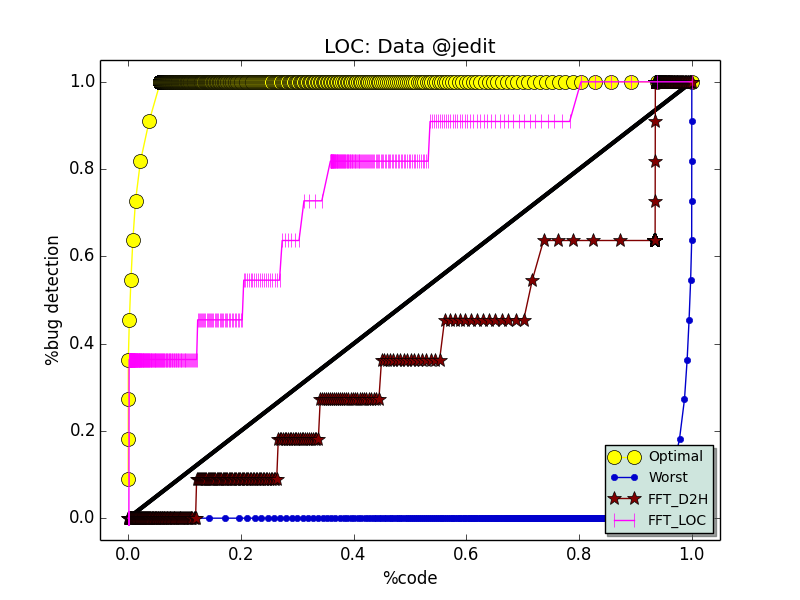 LOC: Data @jedit
1.0
0.8
0.6
0.4
0.2
0.0
%bug detection
0.0 0.2 0.4 0.6 0.8 1.0
%code
Optimal
Worst
FFT_D2H
FFT_LOC